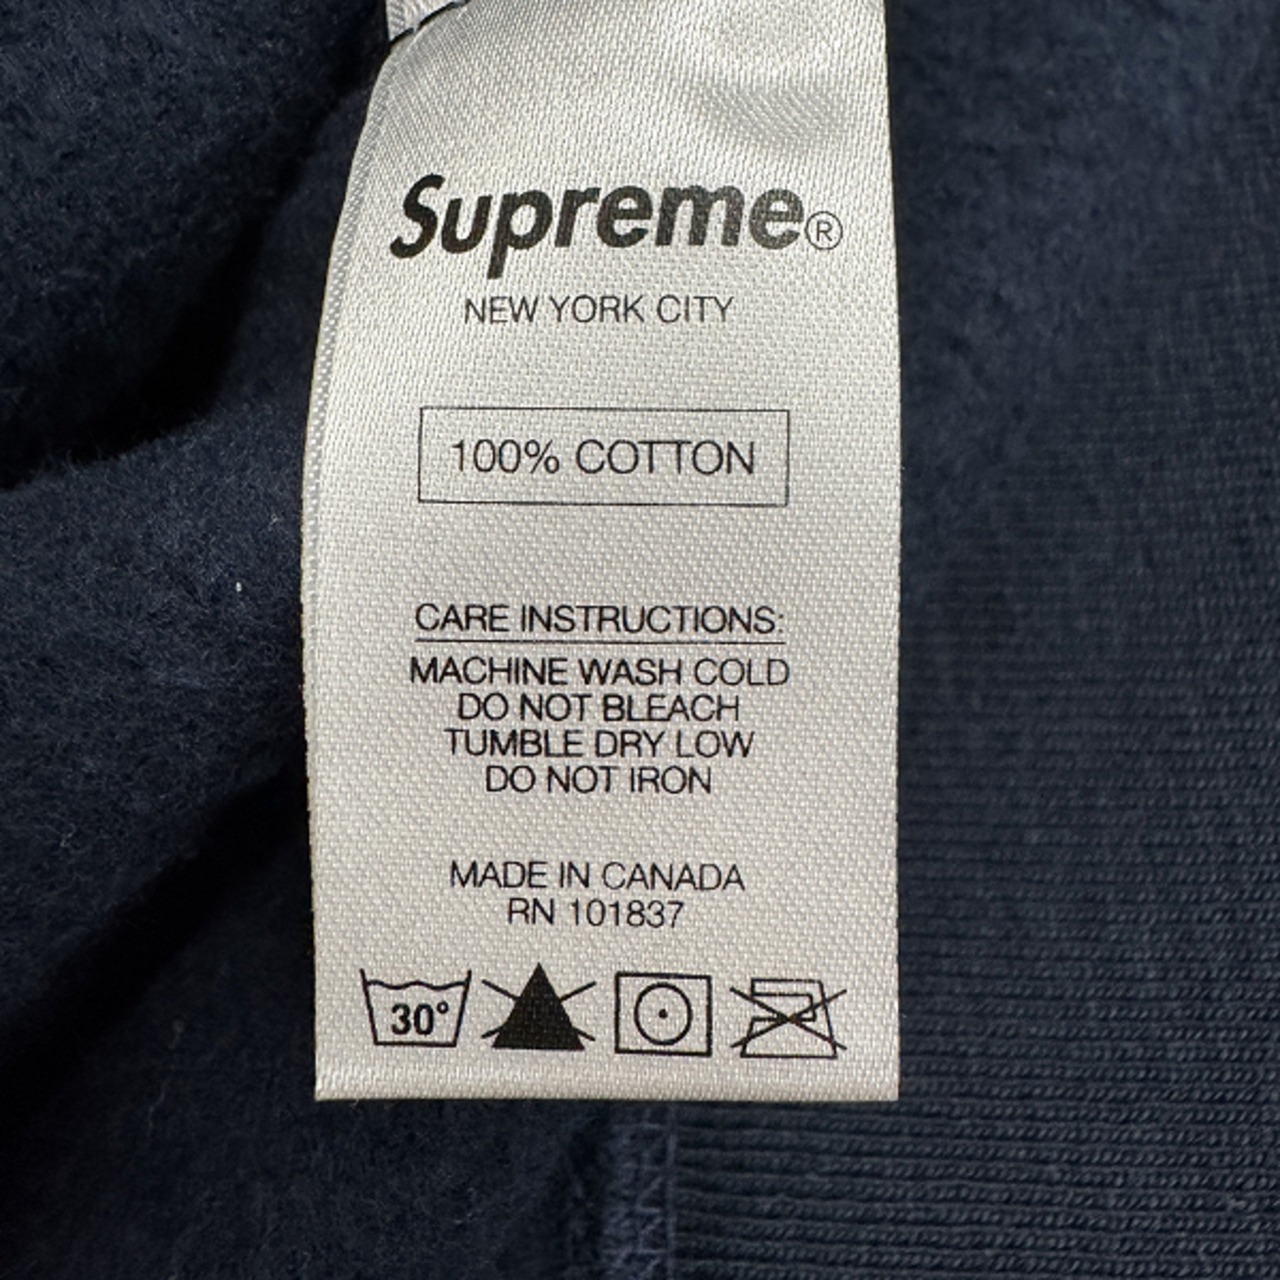 Supreme®
NEW YORK CITY
100% COTTON
CARE INSTRUCTIONS:
MACHINE WASH COLD
DO NOT BLEACH
TUMBLE DRY LOW
DO NOT IRON
MADE IN CANADA
RN 101837
30°